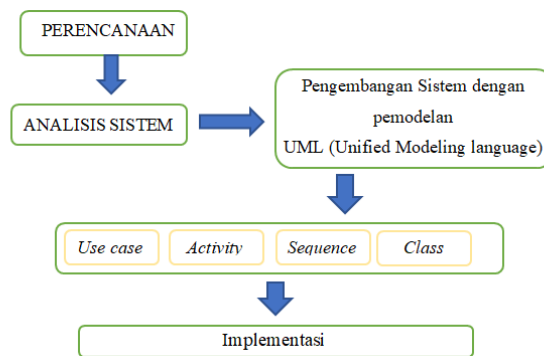 PERENCANAAN
ANALISIS SISTEM
Pengembangan Sistem dengan
pemodelan
UML (Unified Modeling language)
Use case
Activity
Sequence
Class
Implementasi